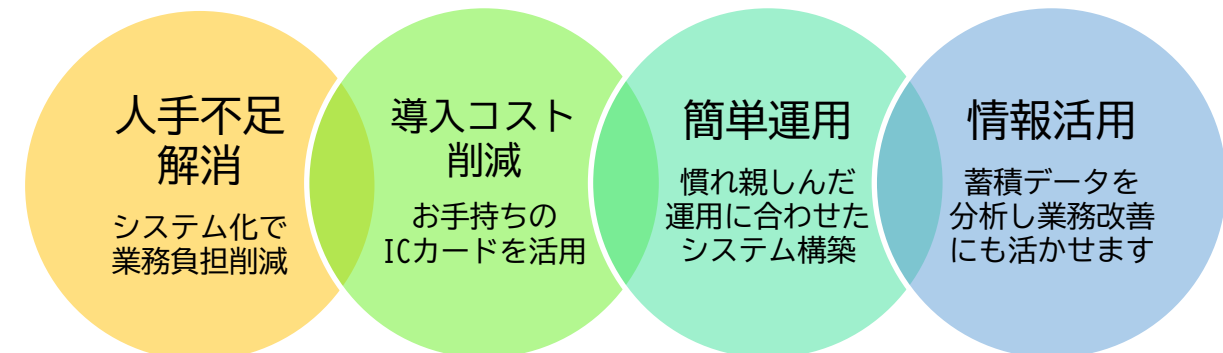 人手不足
解消
システム化で
業務負担削減
導入コスト
削減
お手持ちの
ICカードを活用
簡単運用
慣れ親しんだ
運用に合わせた
システム構築
情報活用
蓄積データを
分析し業務改善
にも活かせます